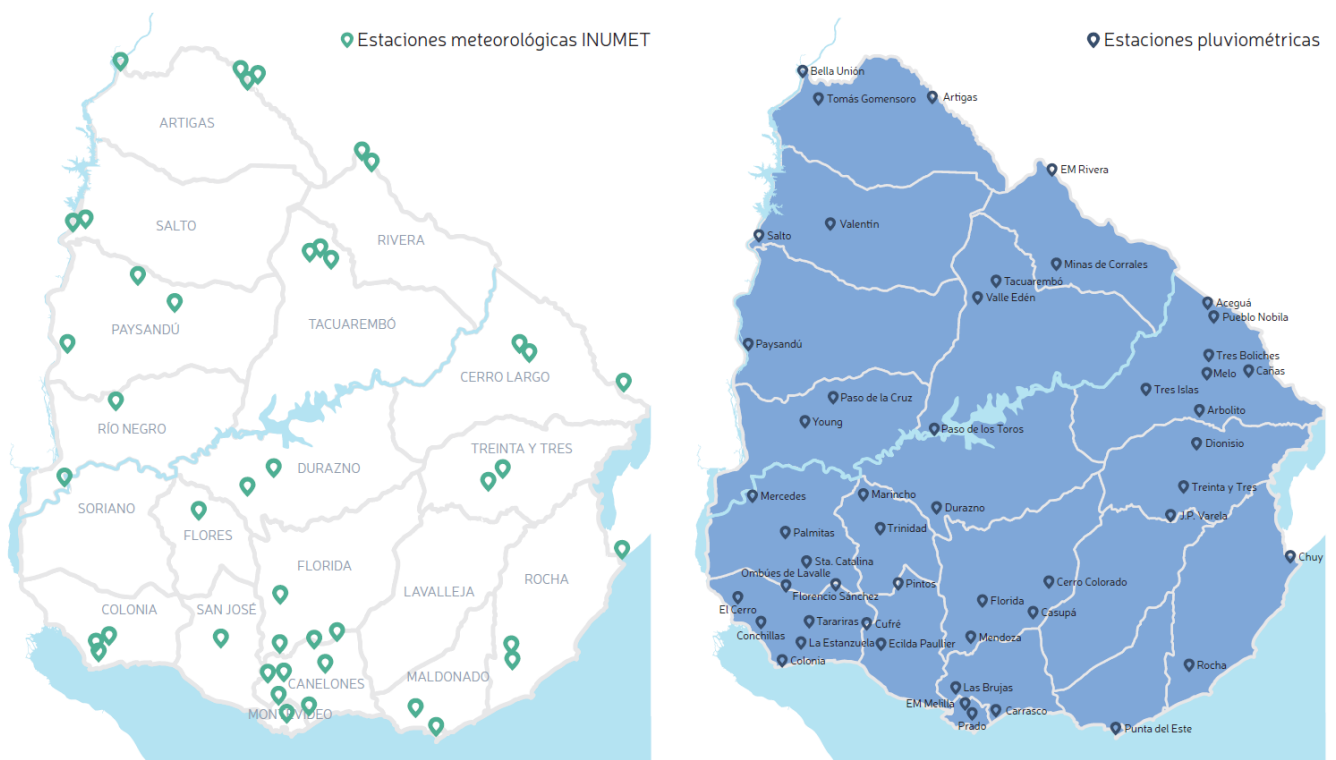 Estaciones meteorológicas INUMET
ARTIGAS
SALTO
RIVERA
PAYSANDÚ
TACUAREMBÓ
CERRO LARGO
RÍO NEGRO
TREINTA Y TRES
DURAZNO
SORIANO
FLORES
FLORIDA
ROCHA
LAVALLEJA
COLONIA
SAN JOSÉ
MALDONADO
CANELONES
MONTEVIDEO
Estaciones pluviométricas
Bella Unión
Tomás Gomensoro
Artigas
EM Rivera
Valentín
Salto
Minas de Corrales
Tacuarembó
Valle Edén
Aceguá
Pueblo Nobila
Paysandú
Tres Boliches
Melo
Cañas
Tres Islas
Paso de la Cruz
Arbolito
Young
Paso de los Toros
Dionisio
Treinta y Tres
Mercedes
Marincho
Durazno
J.P. Varela
Palmitas
Trinidad
Chuy
Sta. Catalina
Ombúes de Lavalle
Pintos
Cerro Colorado
Florencio Sánchez
El Cerro
Florida
Casupá
Tarariras
Cufré
Conchillas
Mendoza
La Estanzuela
Ecilda Paullier
Colonia
Rocha
Las Brujas
EM Melilla
Carrasco
Prado
Punta del Este